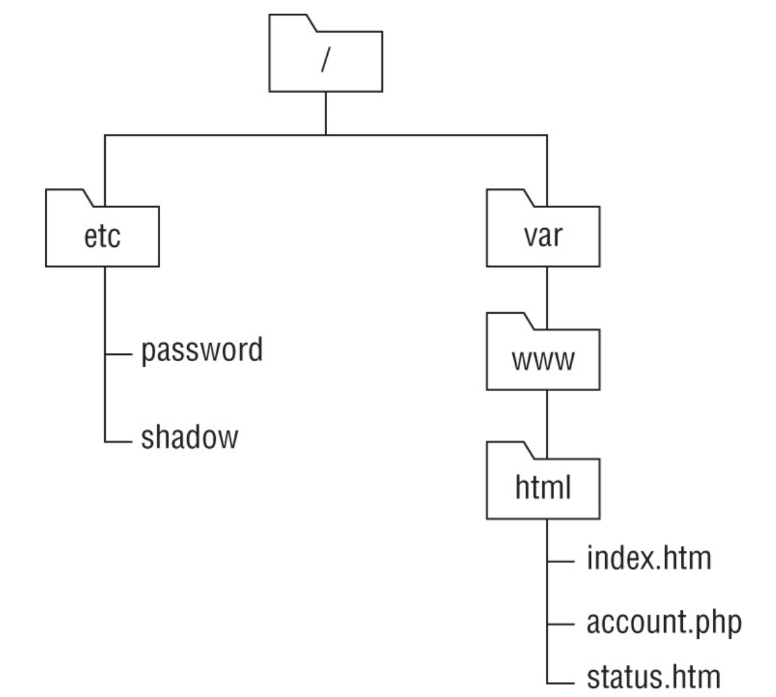 /
etc
var
password
www
shadow
html
index.htm
account.php
status.htm